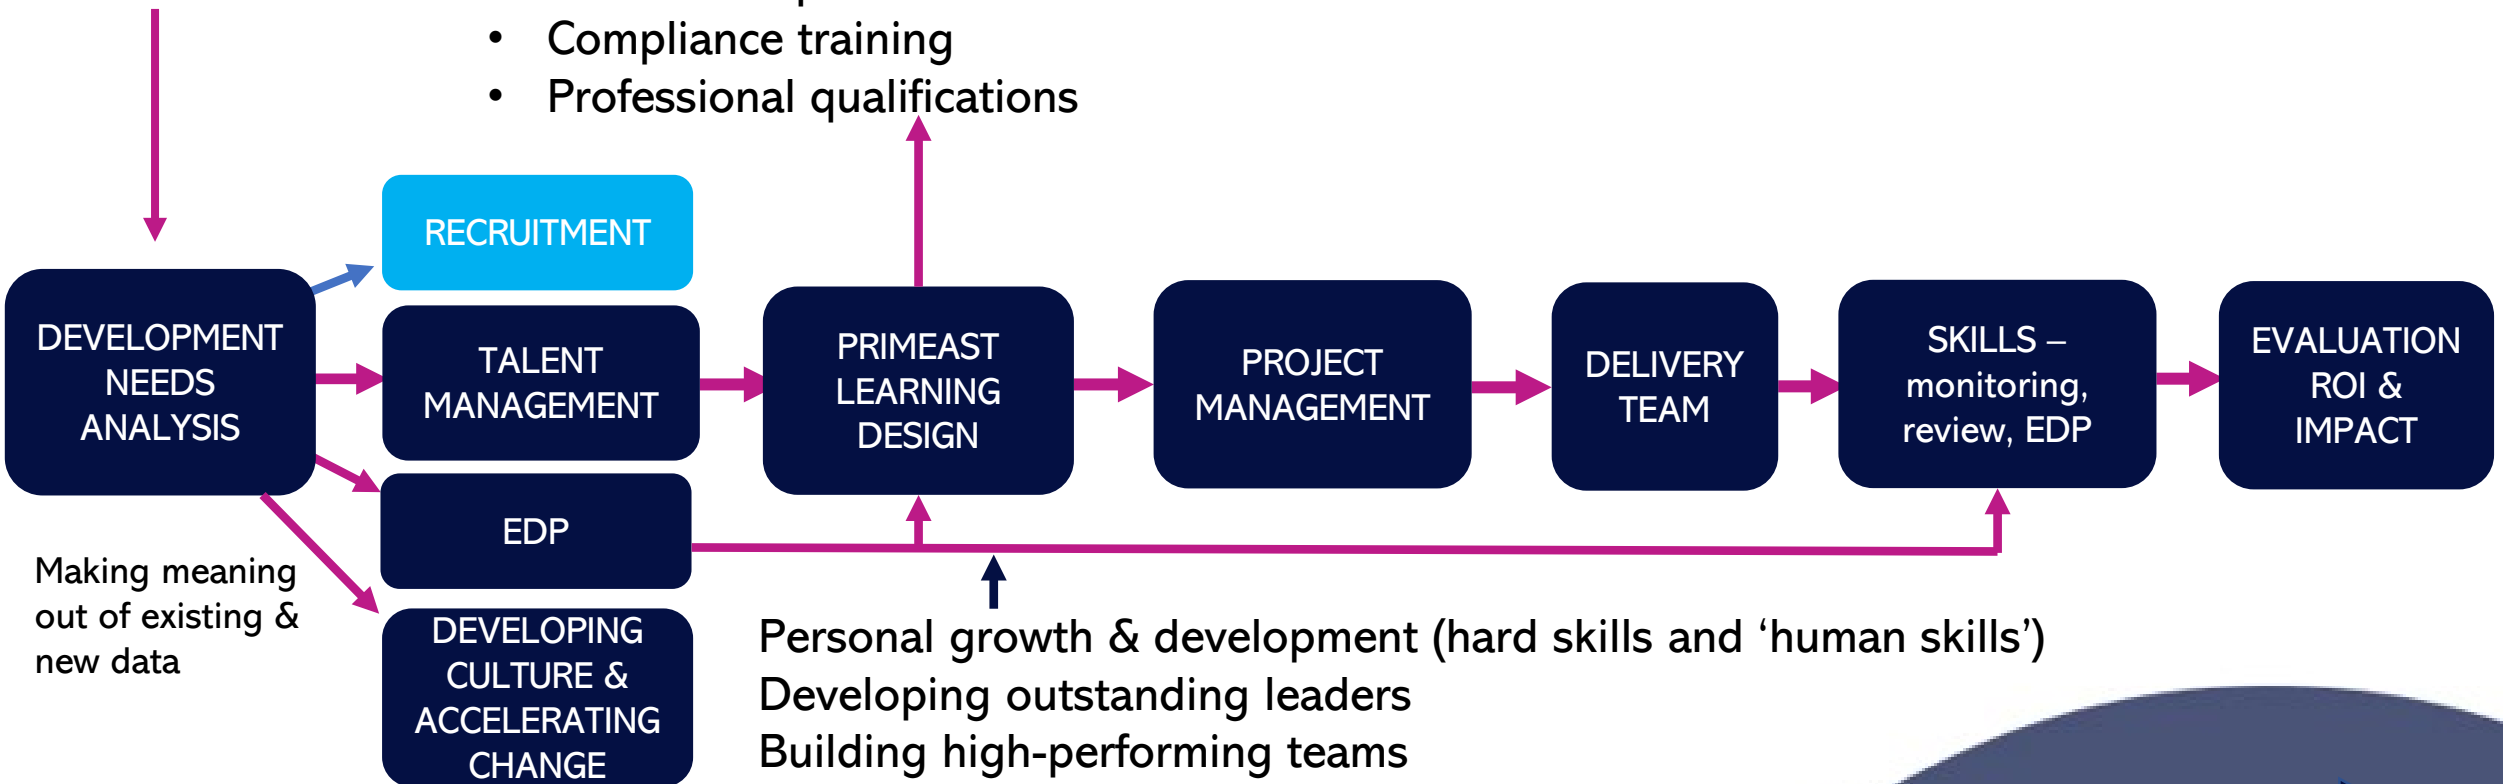 • Compliance training
• Professional qualifications
RECRUITMENT
DEVELOPMENT
NEEDS
ANALYSIS
TALENT
MANAGEMENT
PRIMEAST
LEARNING
DESIGN
PROJECT
MANAGEMENT
DELIVERY
TEAM
SKILLS –
monitoring,
review, EDP
EVALUATION
ROI &
IMPACT
EDP
Making meaning
out of existing &
new data
DEVELOPING
CULTURE &
ACCELERATING
CHANGE
Personal growth & development (hard skills and ‘human skills’)
Developing outstanding leaders
Building high-performing teams